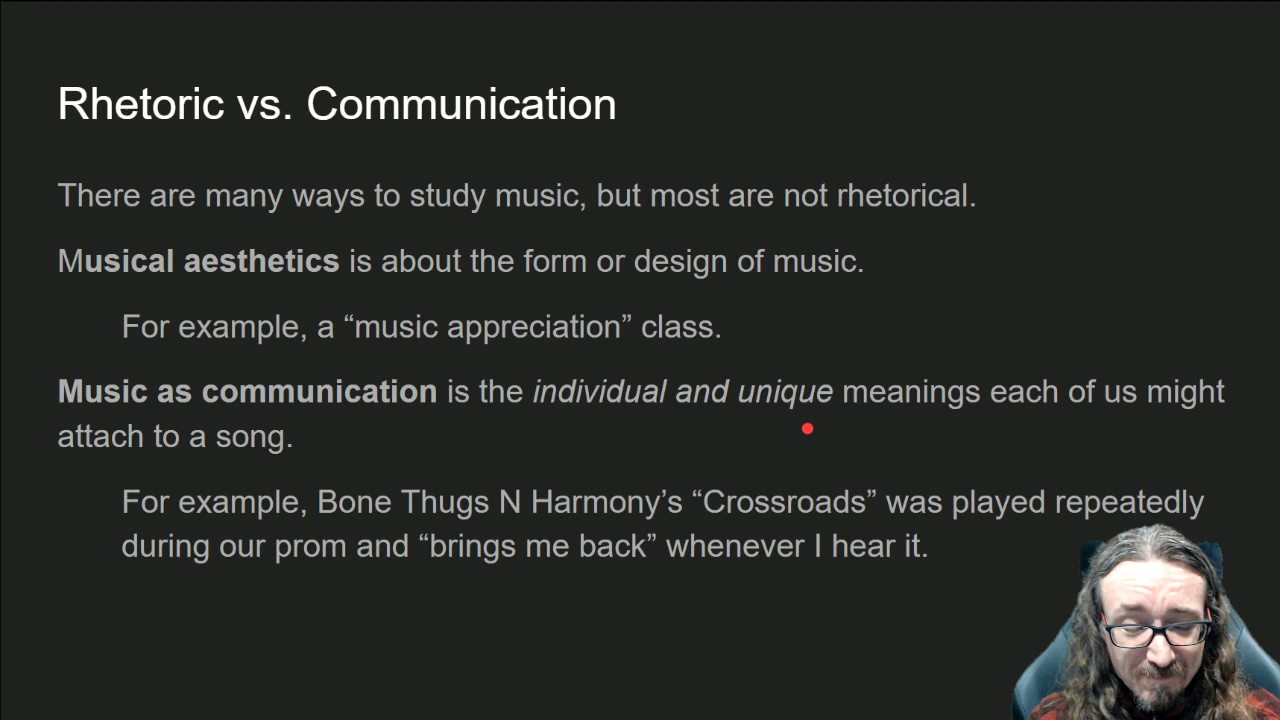 Rhetoric vs. Communication
There are many ways to study music, but most are not rhetorical.
Musical aesthetics is about the form or design of music.
For example, a “music appreciation” class.
Music as communication is the individual and unique meanings each of us might
attach to a song.
For example, Bone Thugs N Harmony’s “Crossroads” was played repeatedly
during our prom and “brings me back” whenever I hear it.